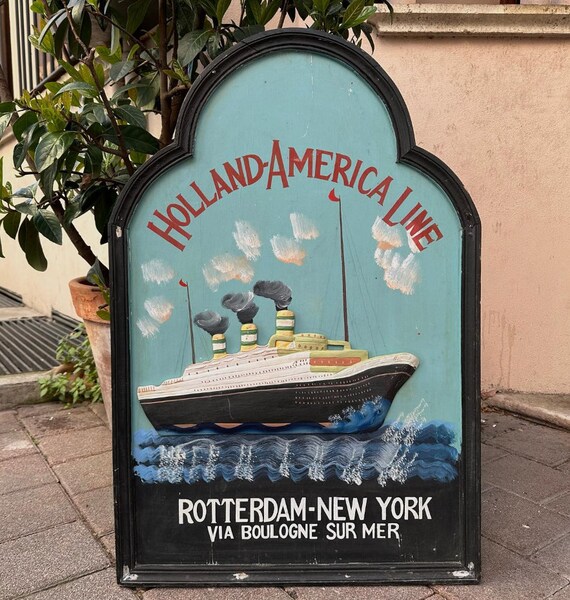 HOLLAND-AMERICA LINE
ROTTERDAM-NEW YORK
VIA BOULOGNE SUR MER